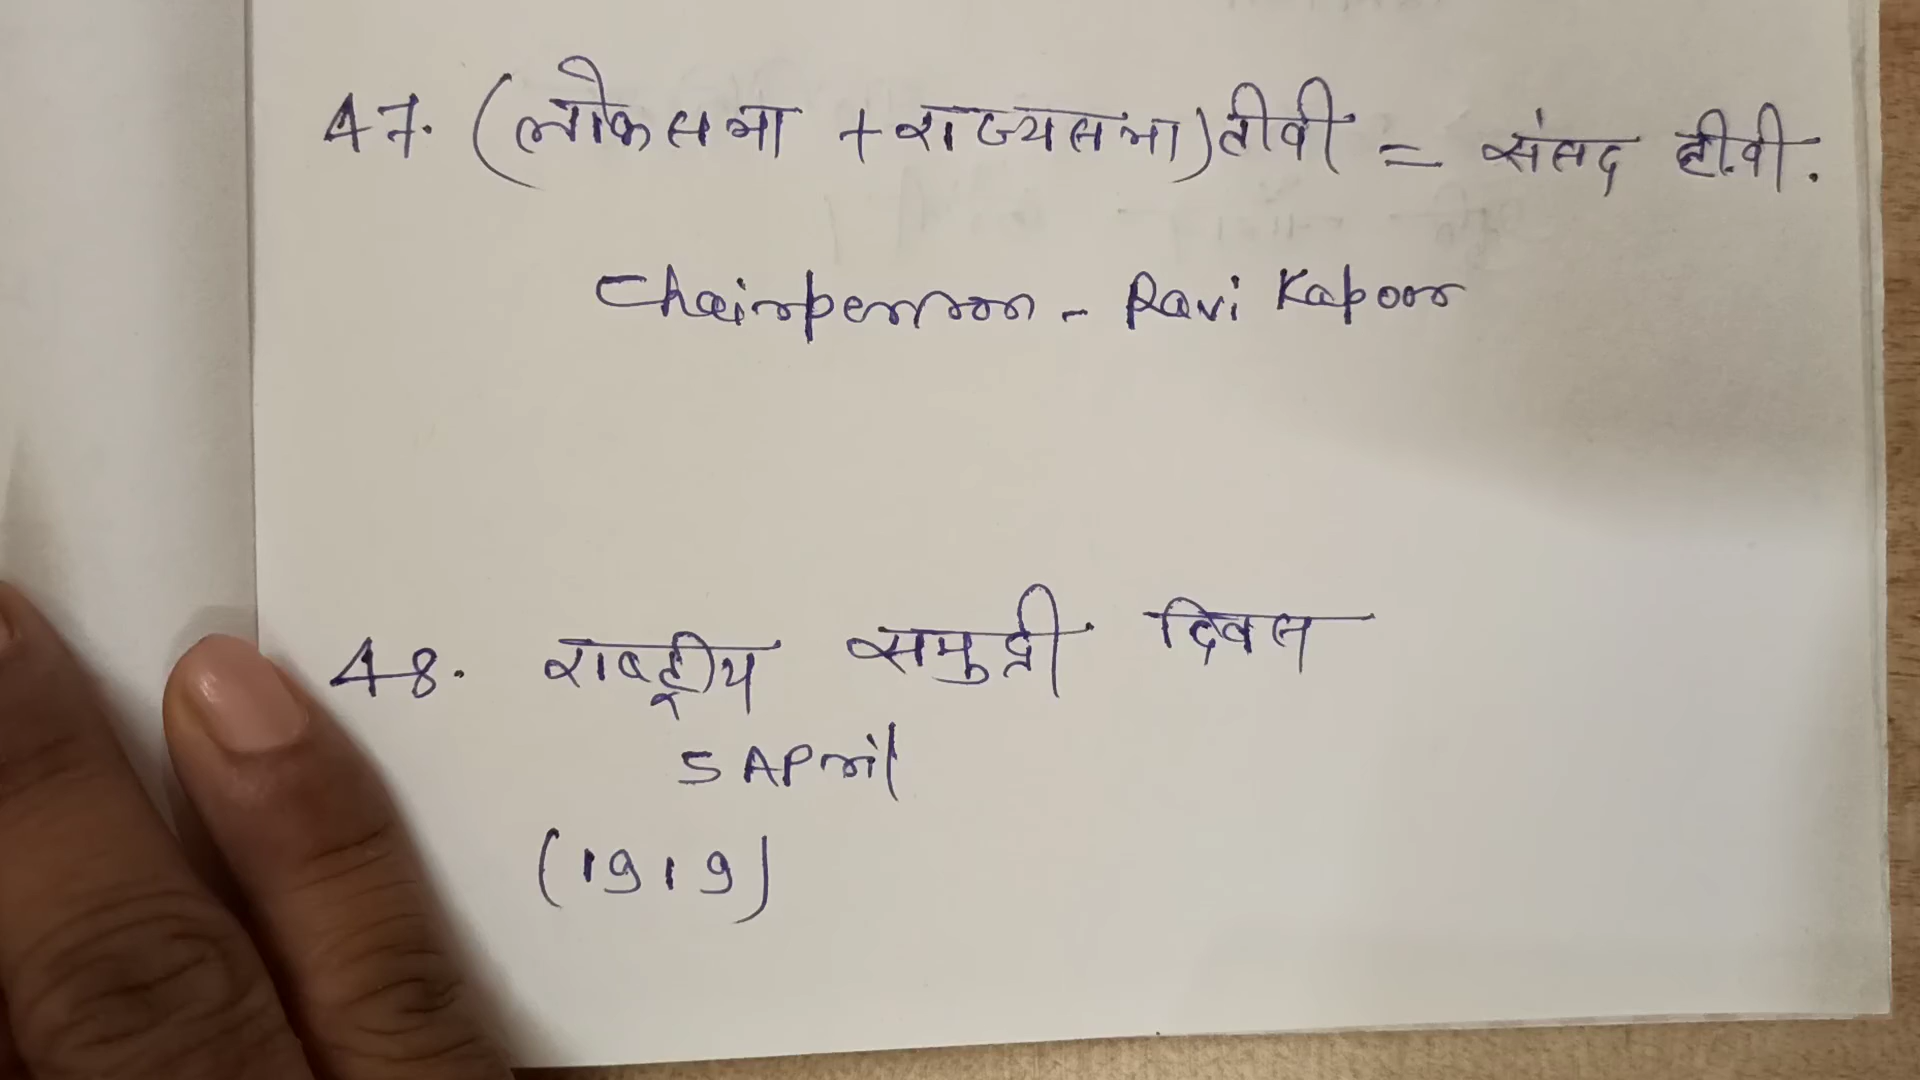 47. (लोकसभा + राज्यसभा) टीवी = संसद टी.वी.
Chairperson - Ravi Kapoor
48. राष्ट्रीय समुद्री दिवस
5 APril
(1919)